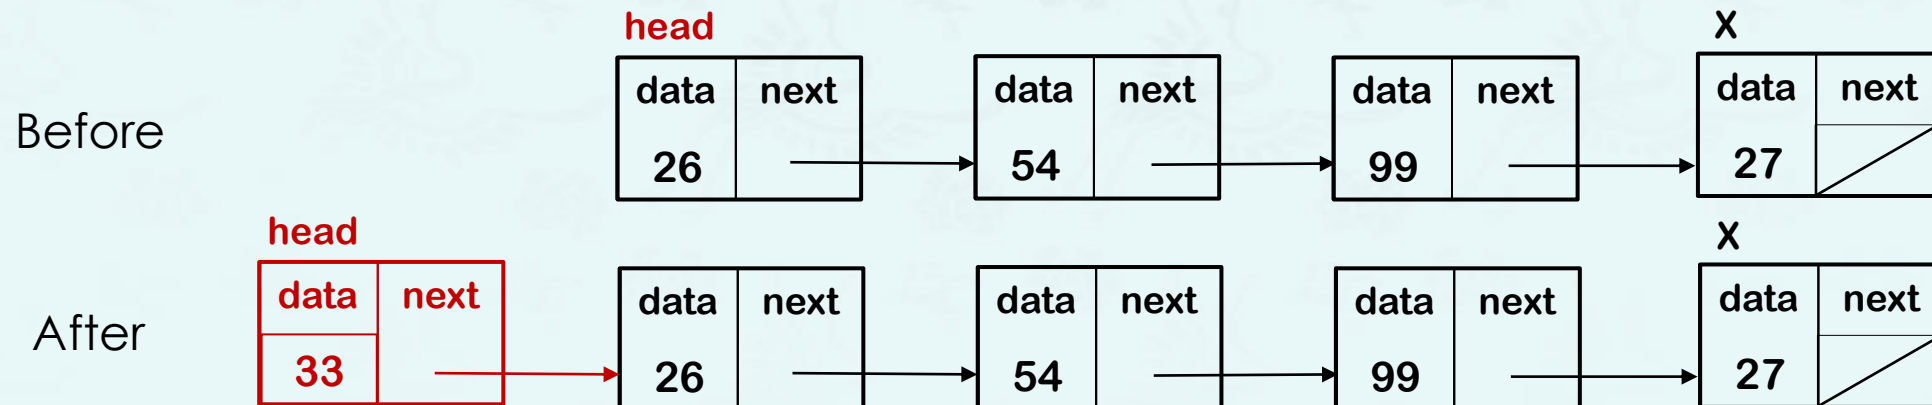 head
X
data next data next data next data next
Before
26 54 99 27
head
X
data next data next data next data next data next
After
33 26 54 99 27